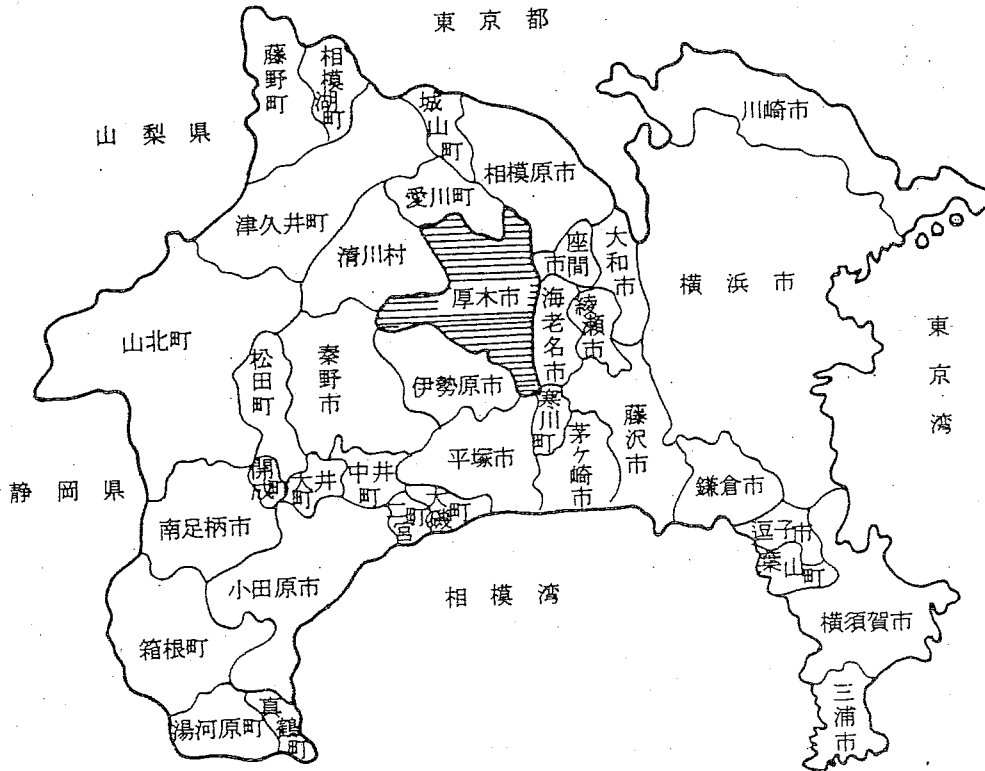 東京都
藤野町
相模湖町
城山町
川崎市
山梨県
相模原市
愛川町
津久井町
清川村
座間市
大和市
横浜市
厚木市
海老名市
綾瀬市
山北町
松田町
秦野市
伊勢原市
東京湾
寒川町
茅ケ崎市
藤沢市
平塚市
開成町
大井町
中井町
二宮町
大磯町
鎌倉市
静岡県
南足柄市
逗子市
葉山町
小田原市
相模湾
箱根町
横須賀市
湯河原町
真鶴町
三浦市